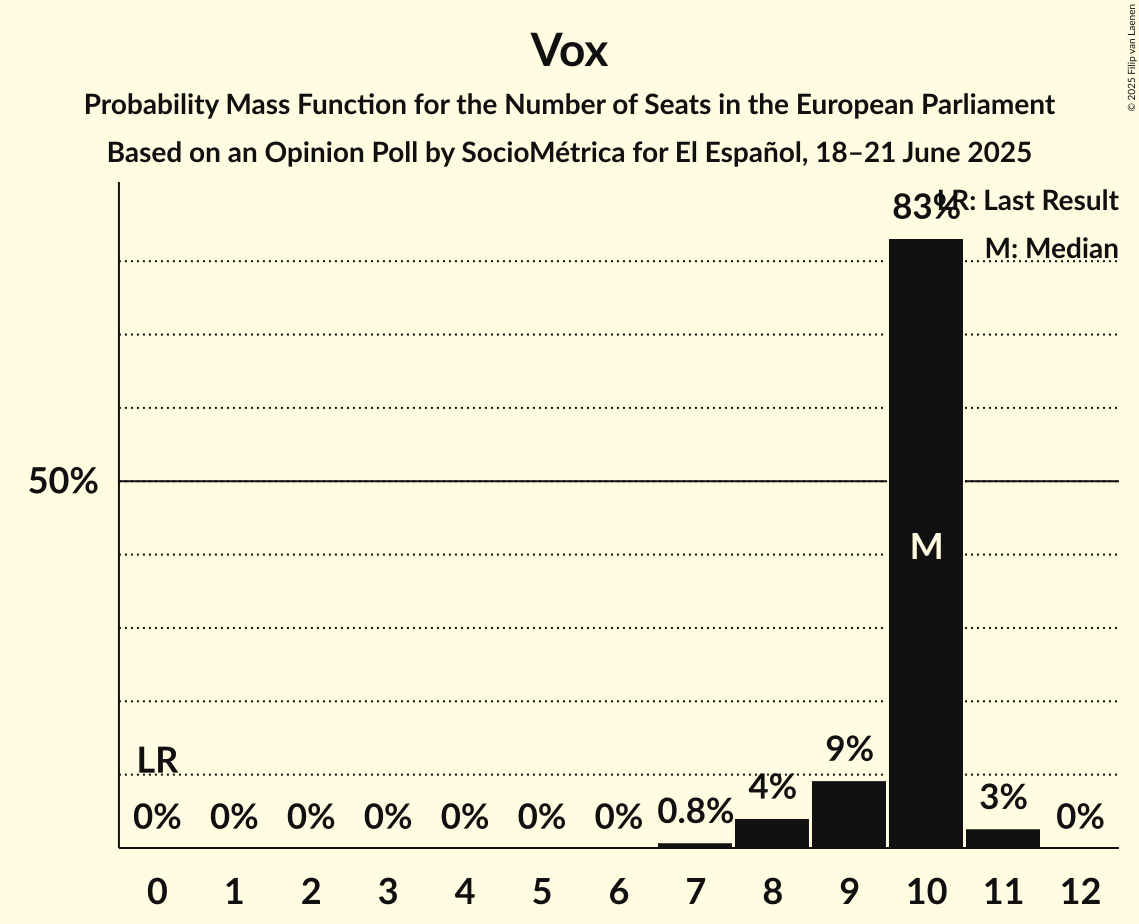 Vox
Probability Mass Function for the Number of Seats in the European Parliament
Based on an Opinion Poll by SocioMétrica for El Español, 18–21 June 2025
© 2025 Filip van Laenen
LR: Last Result
M: Median
50%
LR
M
0% 0% 0% 0% 0% 0% 0% 0.8% 4% 9% 83% 3% 0%
0 1 2 3 4 5 6 7 8 9 10 11 12